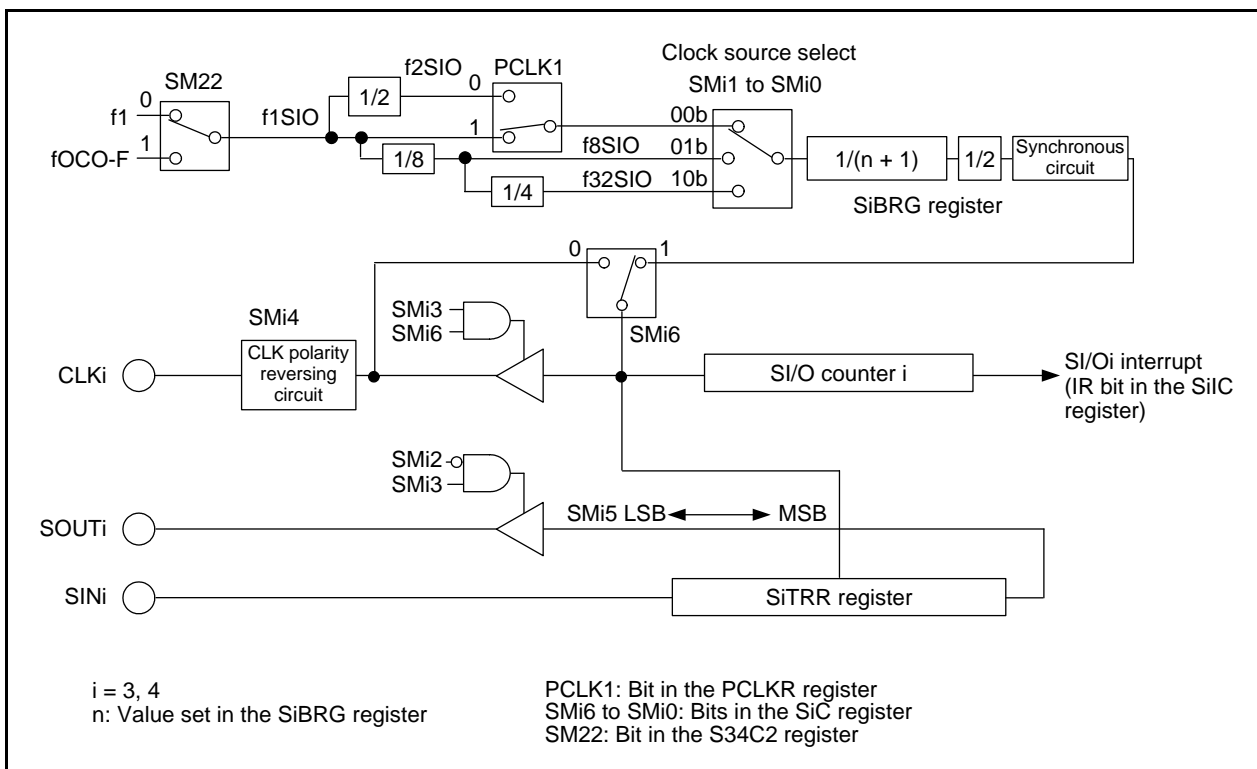 Clock source select
SMi1 to SMi0
SM22
f2SIO
PCLK1
0
1/2
0
f1
f1SIO
1
00b
1
fOCO-F
1/8
f8SIO
01b
1/4
f32SIO
10b
1/(n + 1)
1/2
Synchronous
circuit
SiBRG register
0
1
SMi6
SMi3
SMi6
SMi4
CLKi
CLK polarity
reversing
circuit
SI/O counter i
SI/Oi interrupt
(IR bit in the SiIC
register)
SMi2
SMi3
SOUTi
SMi5 LSB
MSB
SINi
SiTRR register
i = 3, 4
n: Value set in the SiBRG register
PCLK1: Bit in the PCLKR register
SMi6 to SMi0: Bits in the SiC register
SM22: Bit in the S34C2 register